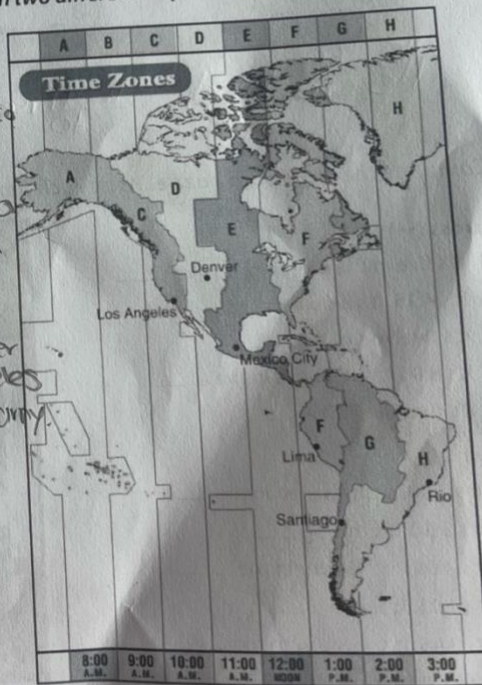 A B C D E F G H
Time Zones
H
A
D
C
E
F
Denver
Los Angeles
Mexico City
F
G
Lima
H
Rio
Santiago
8:00 9:00 10:00 11:00 12:00 1:00 2:00 3:00
A.M. A.M. A.M. A.M. NOON P.M. P.M. P.M.